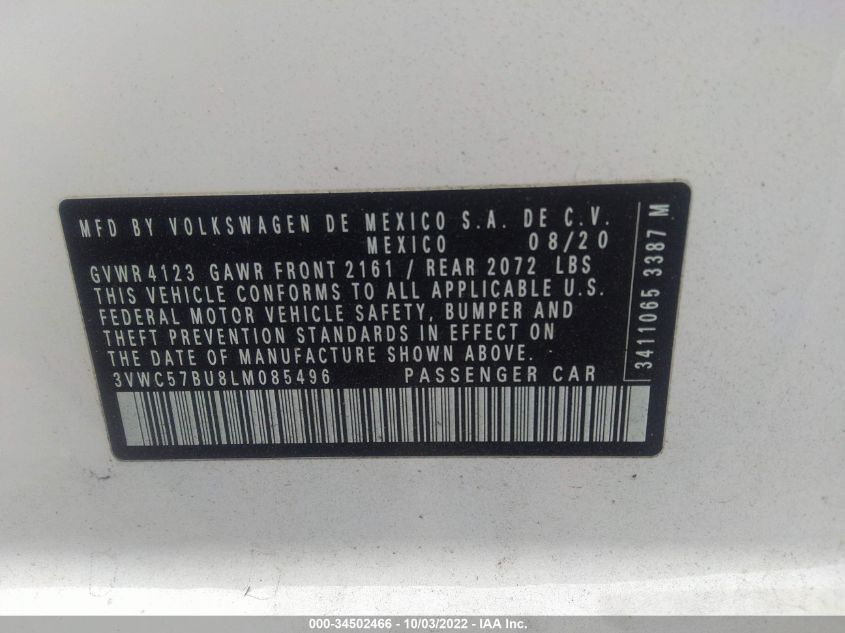 MFD BY VOLKSWAGEN DE MEXICO S.A. DE C.V.
MEXICO 08/20
GVWR 4123 GAWR FRONT 2161 / REAR 2072 LBS
THIS VEHICLE CONFORMS TO ALL APPLICABLE U.S.
FEDERAL MOTOR VEHICLE SAFETY, BUMPER AND
THEFT PREVENTION STANDARDS IN EFFECT ON
THE DATE OF MANUFACTURE SHOWN ABOVE.
3VWC57BU8LM085496 PASSENGER CAR
3411065 3387 M
000-34502466 - 10/03/2022 - IAA Inc.